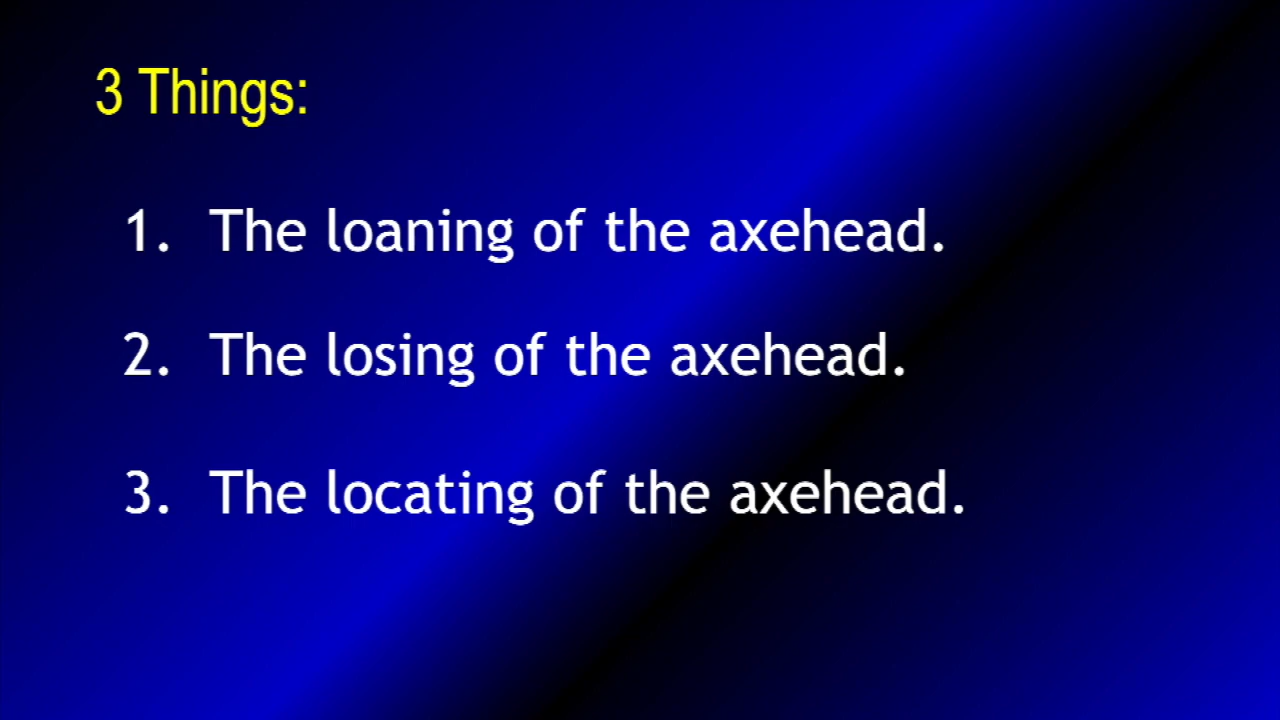 3 Things:
1. The loaning of the axehead.
2. The losing of the axehead.
3. The locating of the axehead.